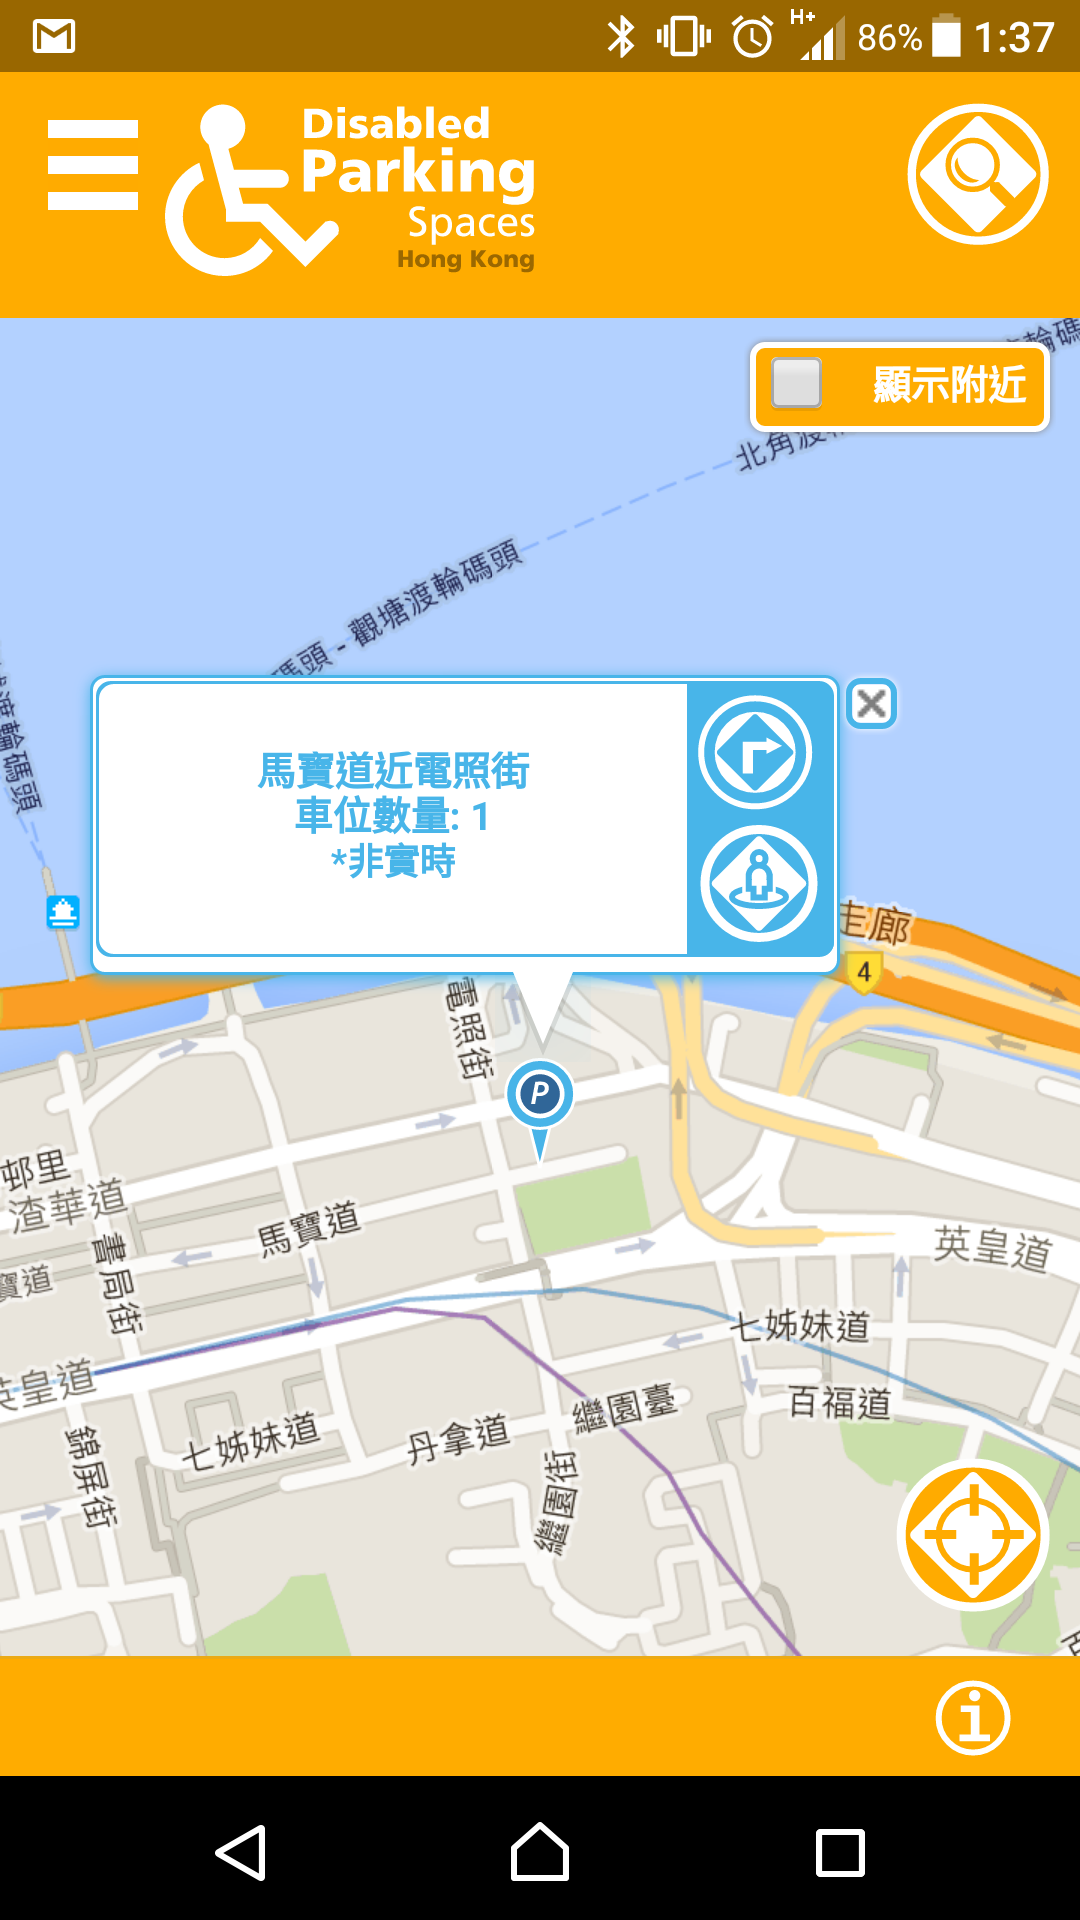 H+
86%
1:37
Disabled
Parking
Spaces
Hong Kong
輪碼
顯示附近
北角渡
碼頭 - 觀塘渡輪碼頭
渡輪碼頭
馬寶道近電照街
車位數量: 1
*非實時
走廊
4
電照街
P
邨里
渣華道
馬寶道
書局街
寶道
英皇道
七姊妹道
英皇道
百福道
繼園臺
七姊妹道
丹拿道
錦屏街
繼園街